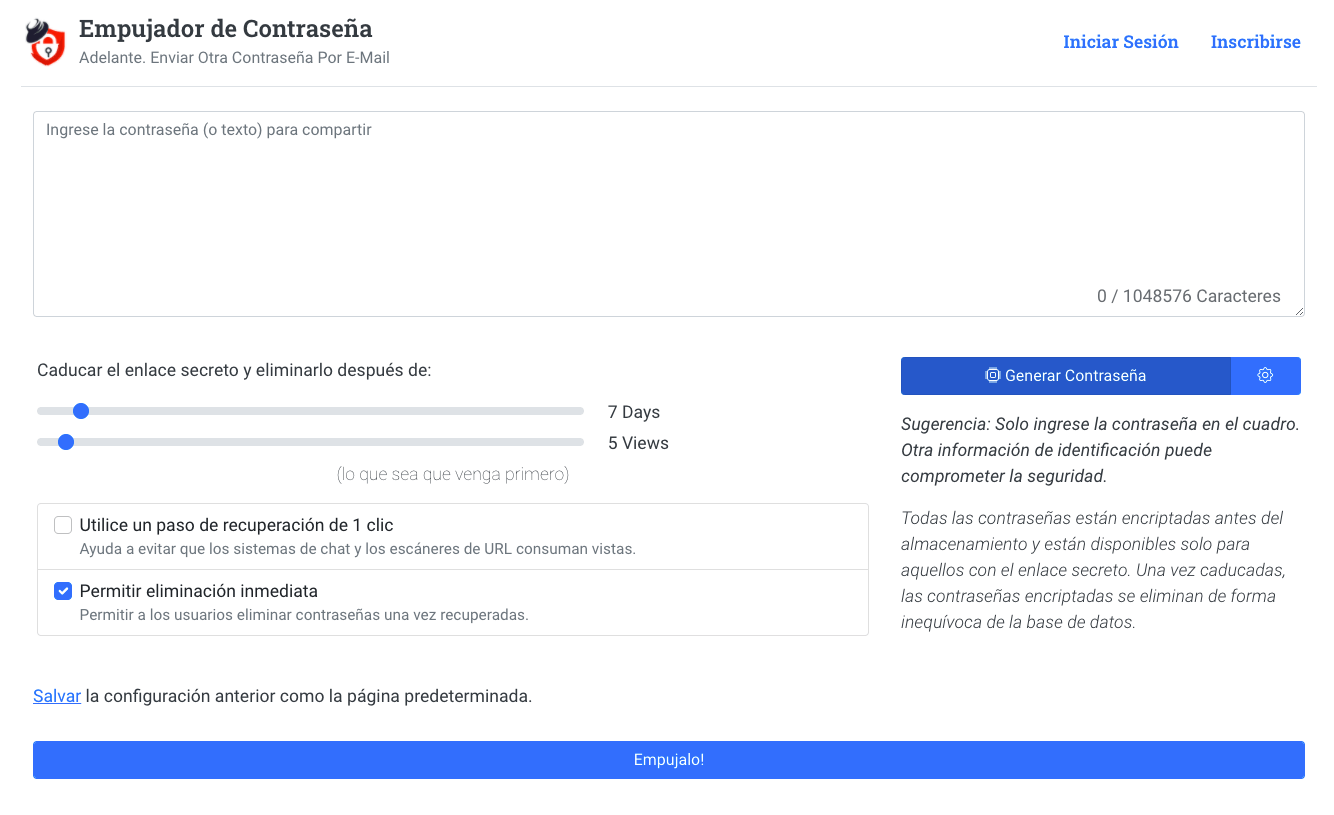 Empujador de Contraseña
Adelante. Enviar Otra Contraseña Por E-Mail
Iniciar Sesión
Inscribirse
Ingrese la contraseña (o texto) para compartir
0 / 1048576 Caracteres
Caducar el enlace secreto y eliminarlo después de:
7 Days
5 Views
(lo que sea que venga primero)
Utilice un paso de recuperación de 1 clic
Ayuda a evitar que los sistemas de chat y los escáneres de URL consuman vistas.
Permitir eliminación inmediata
Permitir a los usuarios eliminar contraseñas una vez recuperadas.
Generar Contraseña
Sugerencia: Solo ingrese la contraseña en el cuadro.
Otra información de identificación puede
comprometer la seguridad.
Todas las contraseñas están encriptadas antes del
almacenamiento y están disponibles solo para
aquellos con el enlace secreto. Una vez caducadas,
las contraseñas encriptadas se eliminan de forma
inequívoca de la base de datos.
Salvar la configuración anterior como la página predeterminada.
Empujalo!